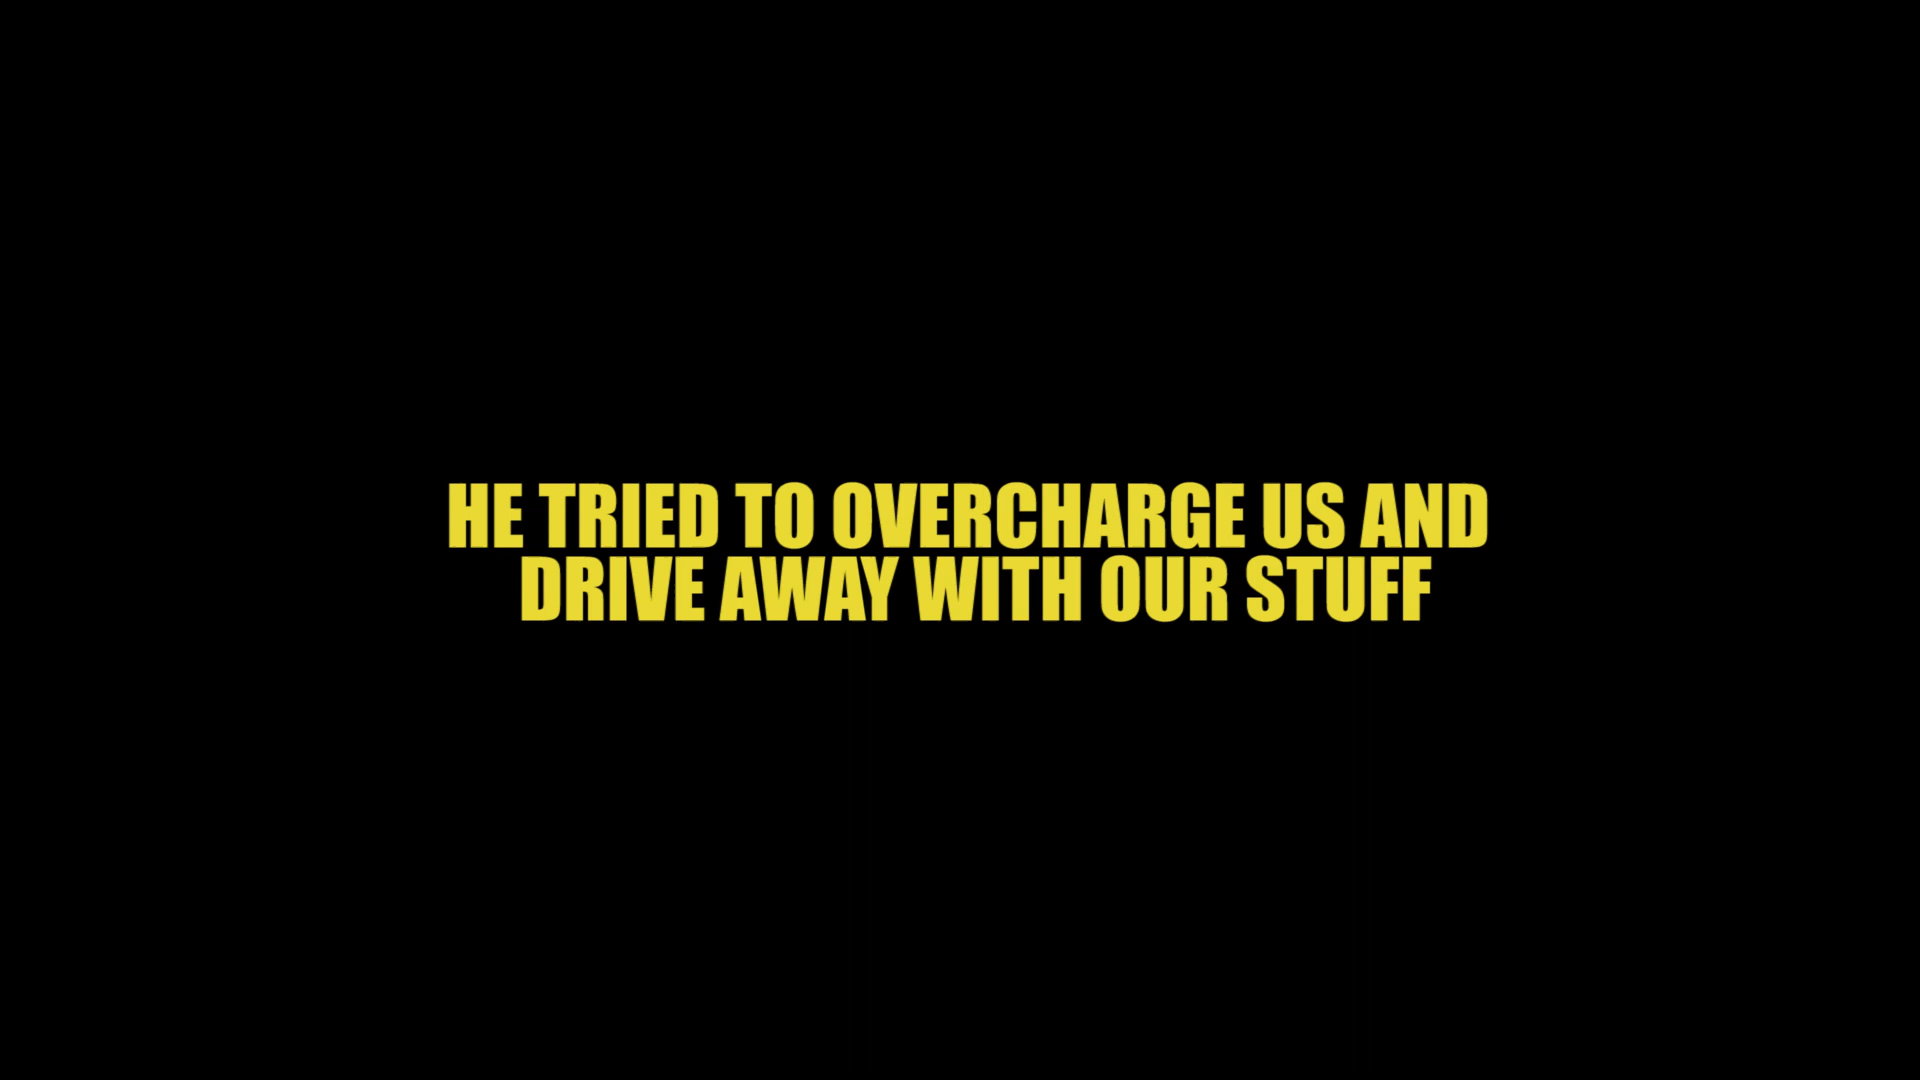 HE TRIED TO OVERCHARGE US AND
DRIVE AWAY WITH OUR STUFF